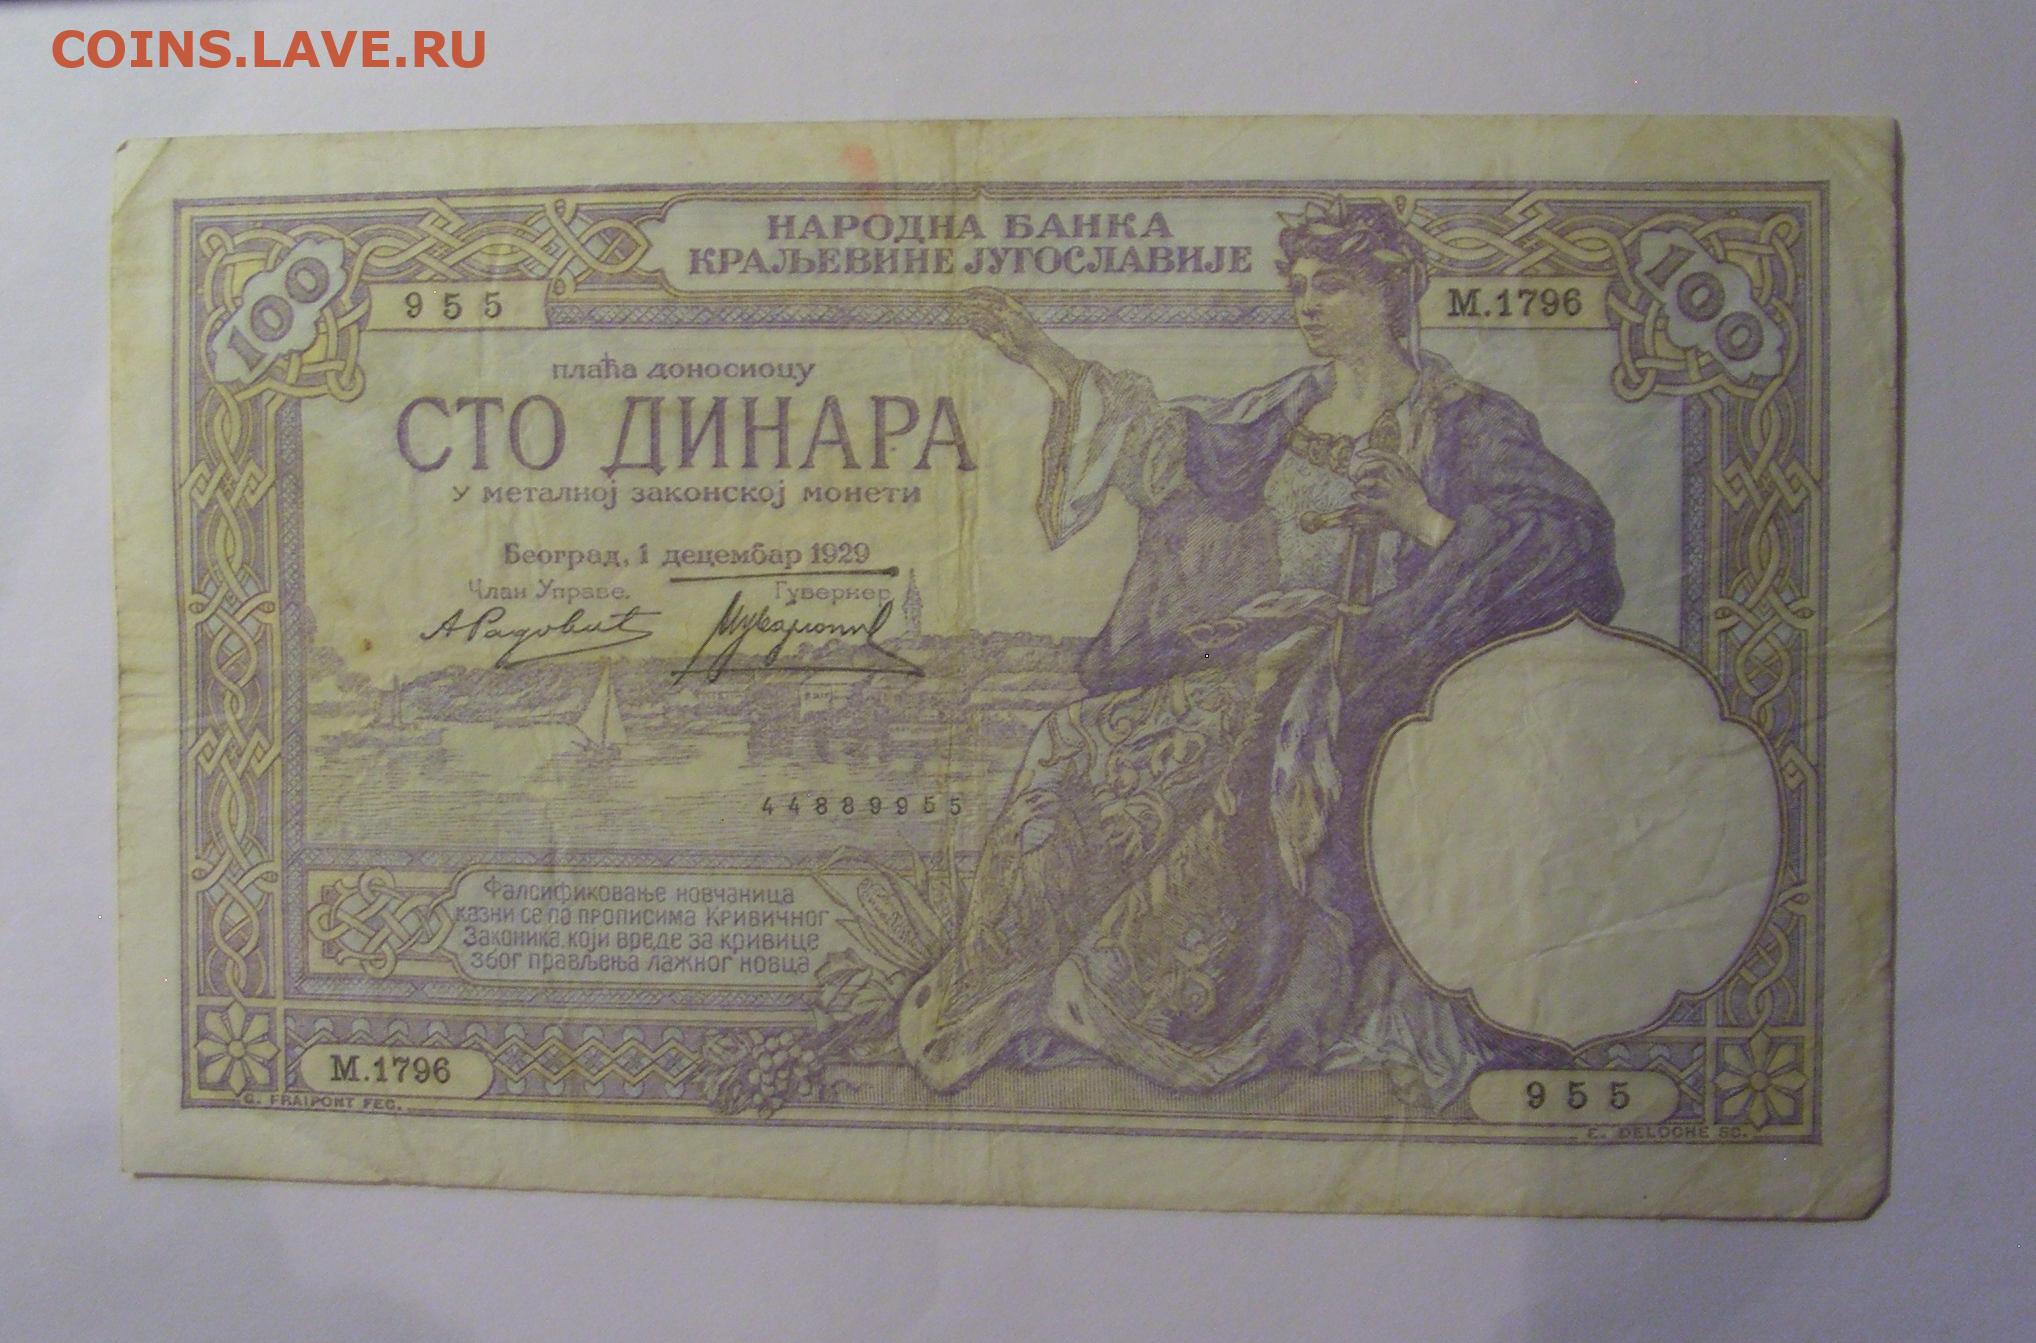 COINS.LAVE.RU
НАРОДНА БАНКА
КРАЉЕВИНЕ ЈУГОСЛАВИЈЕ
100
100
955
М.1796
плаћа доносиоцу
СТО ДИНАРА
у металној законској монети
Београд, 1 децембар 1929
Члан Управе.
Гувернер
А Радовић
44889955
Фалсификовање новчаница
казни се па прописима Кривичног
Законика, који вреде за кривице
због прављења лажног новца
М.1796
955
G. FRAIPONT FEC.
E. DELOCHE SC.